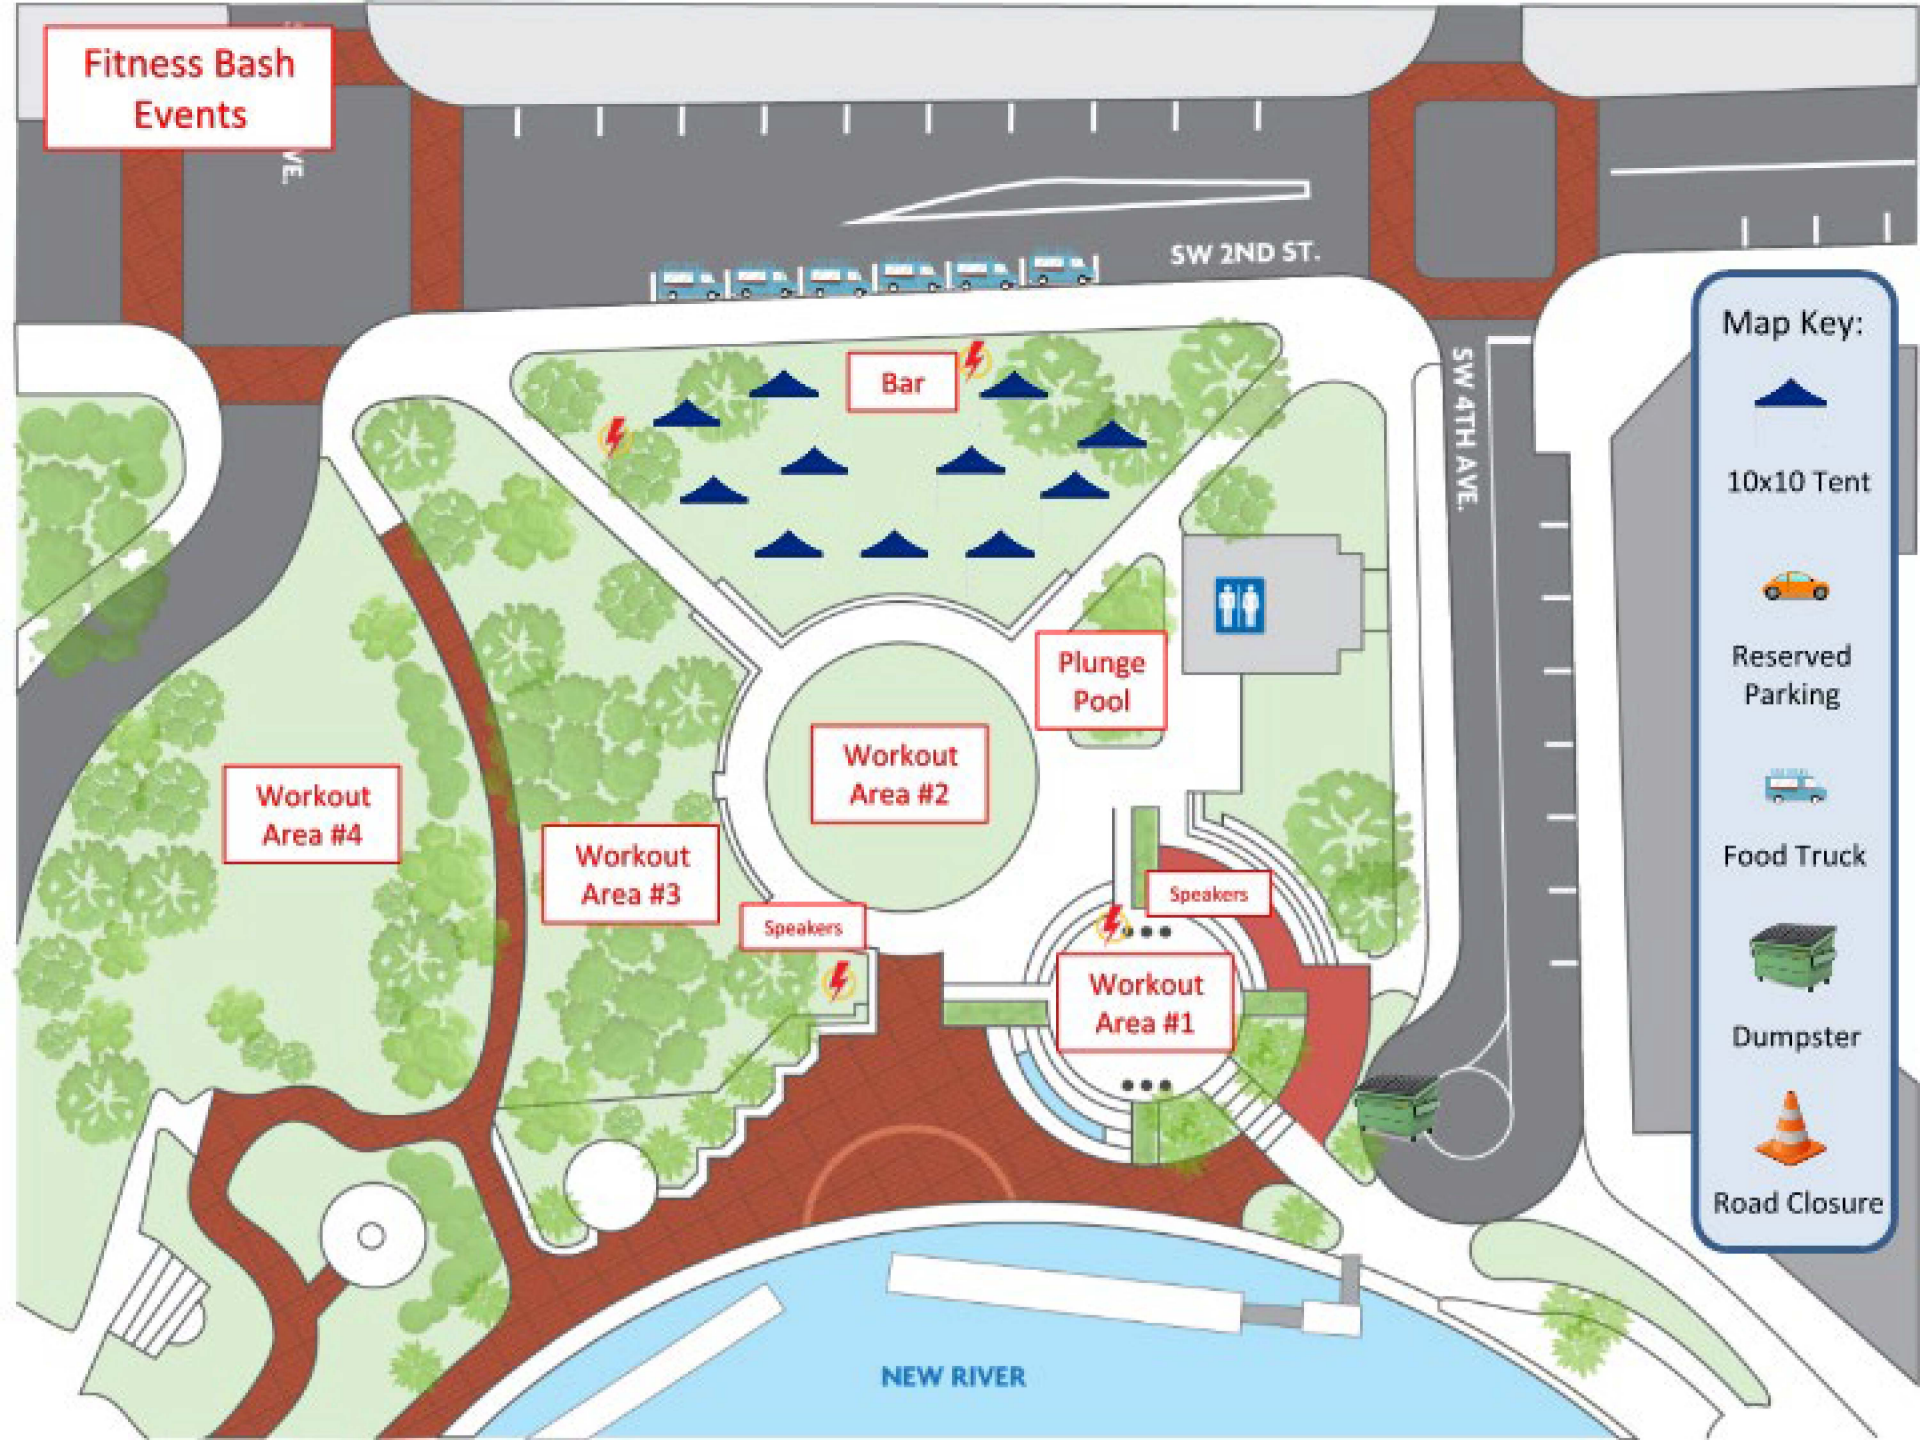 Fitness Bash
Events
VE.
SW 2ND ST.
SW 4TH AVE.
Bar
Plunge
Pool
Workout
Area #2
Workout
Area #4
Workout
Area #3
Speakers
Speakers
Workout
Area #1
NEW RIVER
Map Key:
10x10 Tent
Reserved
Parking
Food Truck
Dumpster
Road Closure